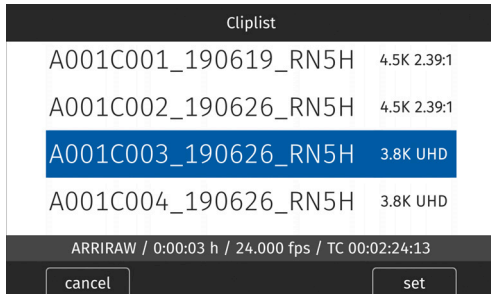 Cliplist
A001C001_190619_RN5H 4.5K 2.39:1
A001C002_190626_RN5H 4.5K 2.39:1
A001C003_190626_RN5H 3.8K UHD
A001C004_190626_RN5H 3.8K UHD
ARRIRAW / 0:00:03 h / 24.000 fps / TC 00:02:24:13
cancel set